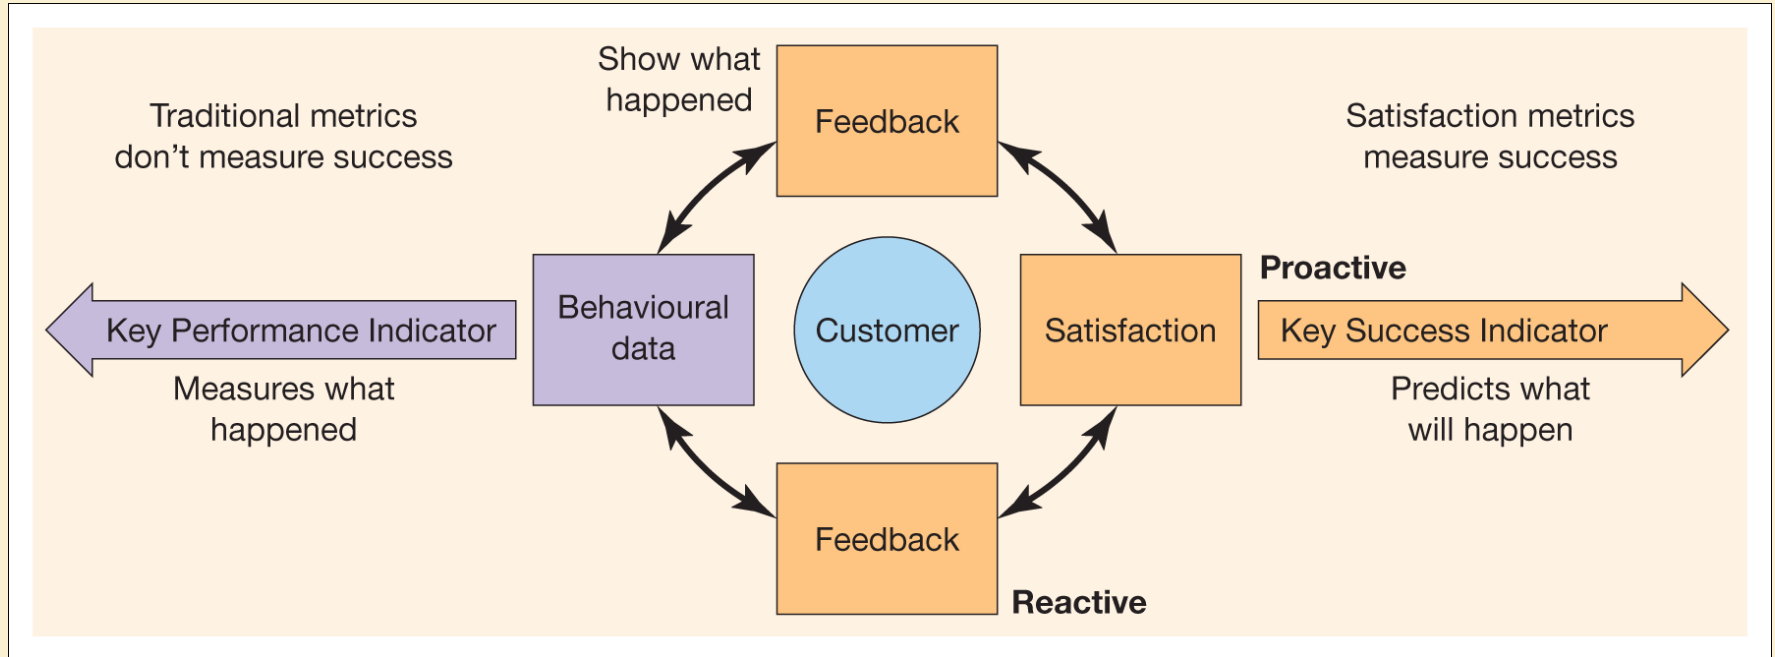 Show what
happened
Feedback
Traditional metrics
don't measure success
Satisfaction metrics
measure success
Behavioural
data
Customer
Satisfaction
Proactive
Key Performance Indicator
Key Success Indicator
Measures what
happened
Predicts what
will happen
Feedback
Reactive